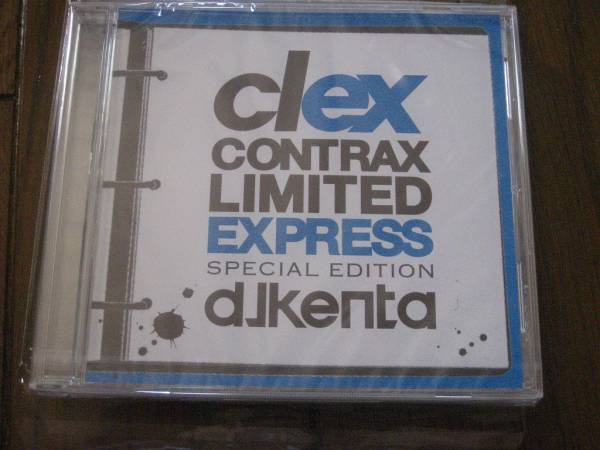 clex
CONTRAX
LIMITED
EXPRESS
SPECIAL EDITION
dJkenta